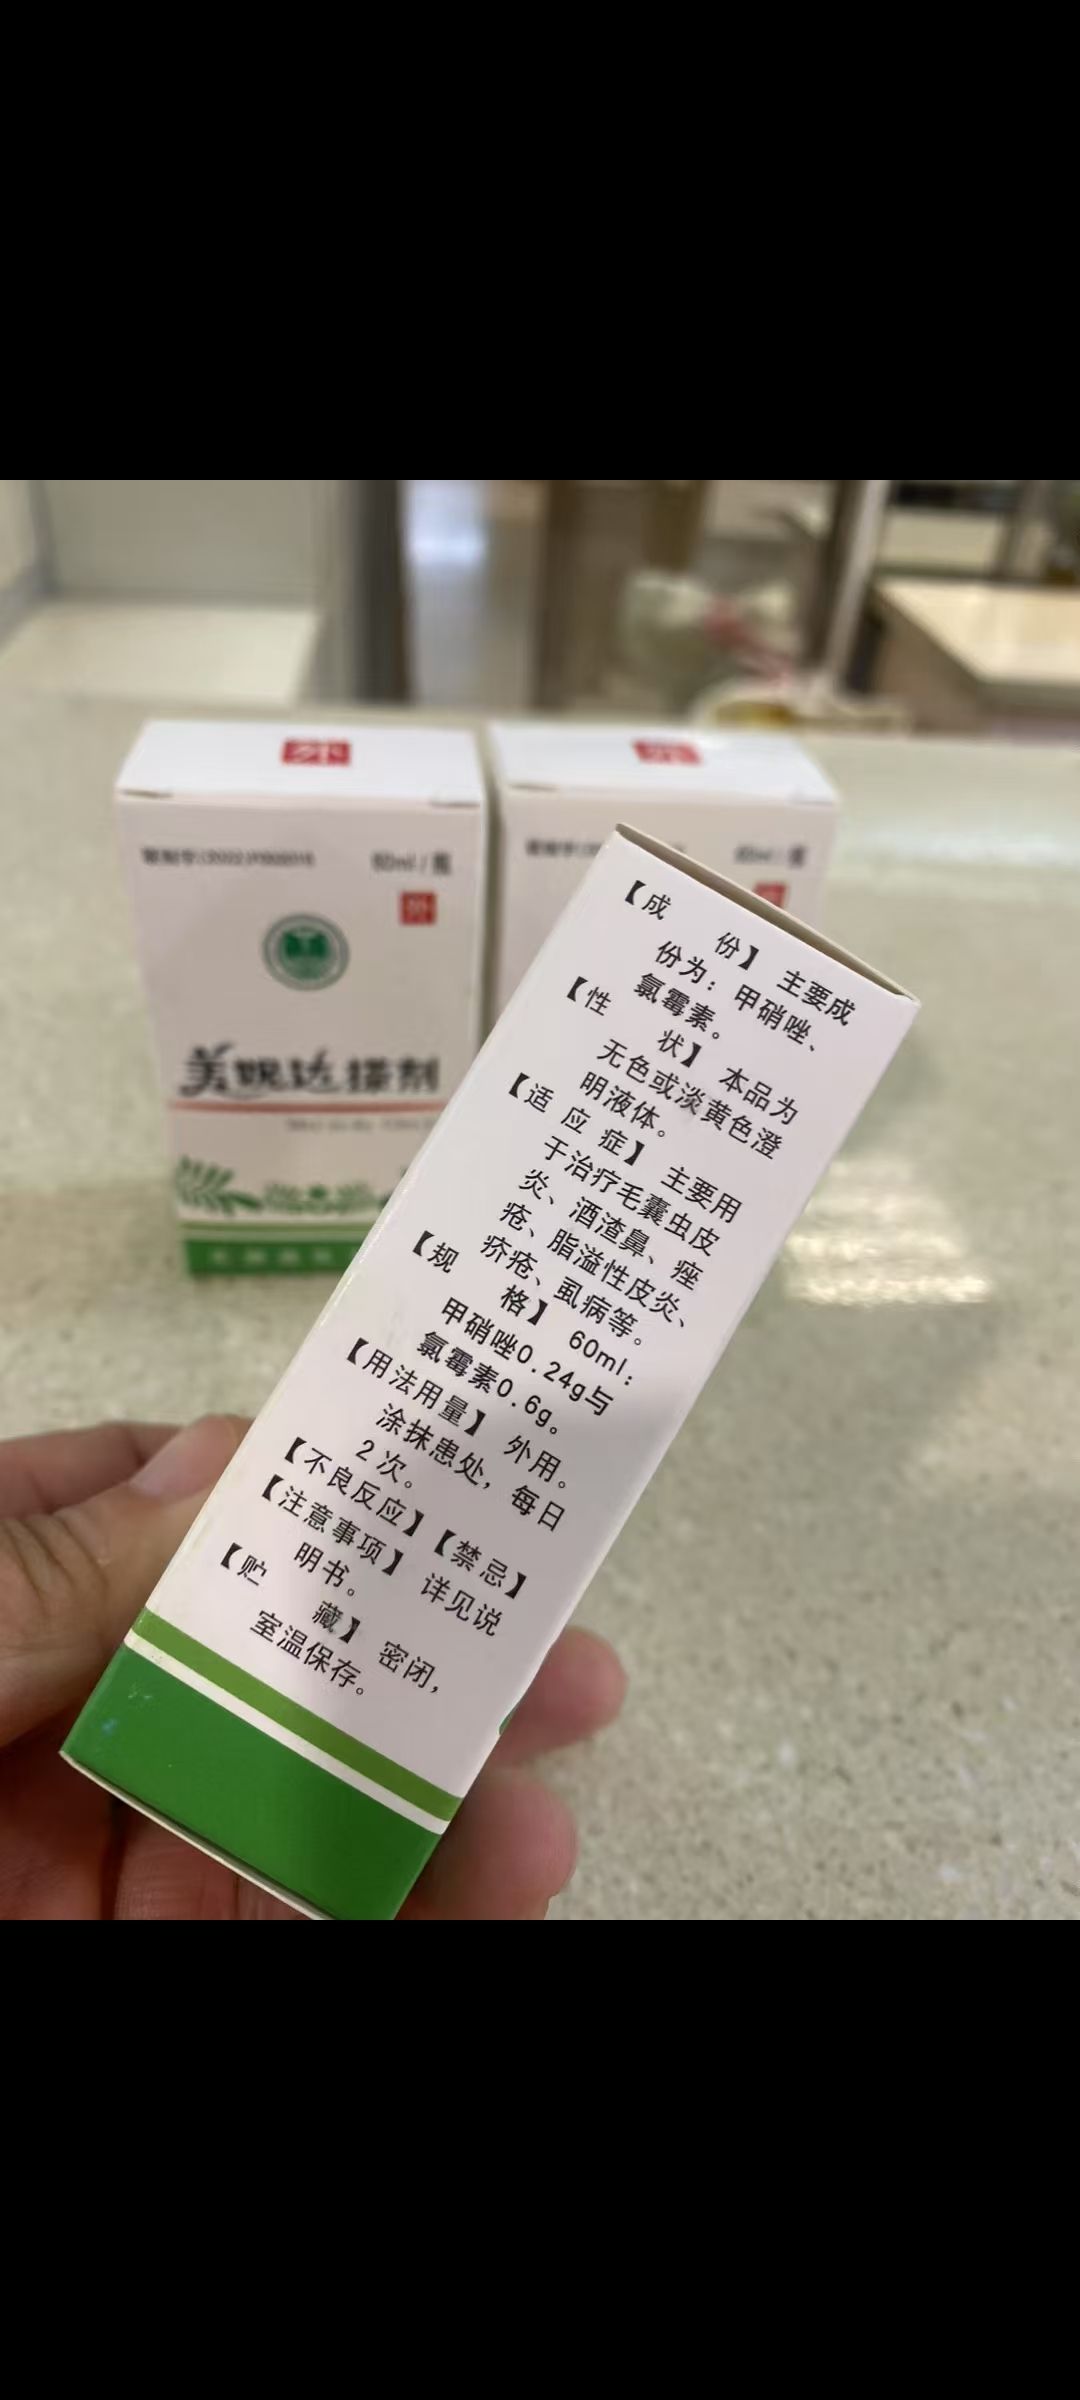 外
60ml/瓶
外
美婉达搽剂
【成份】 主要成
份为：甲硝唑、
氯霉素。
【性状】 本品为
无色或淡黄色澄
明液体。
【适应症】 主要用
于治疗毛囊虫皮
炎、酒渣鼻、痤
疮、脂溢性皮炎、
疥疮、虱病等。
【规格】 60ml：
甲硝唑0.24g与
氯霉素0.6g。
【用法用量】 外用。
涂抹患处，每日
2次。
【不良反应】【禁忌】
【注意事项】 详见说
明书。
【贮藏】 密闭，
室温保存。